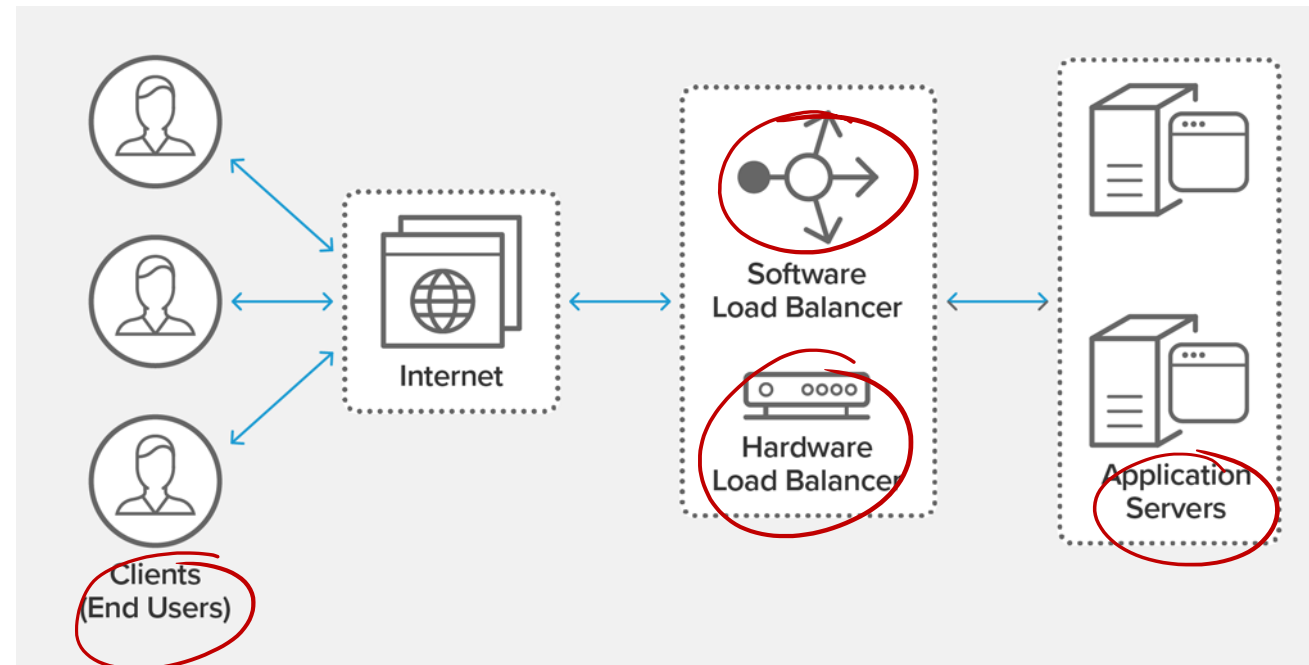 Clients
(End Users)
Internet
Software
Load Balancer
Hardware
Load Balancer
Application
Servers